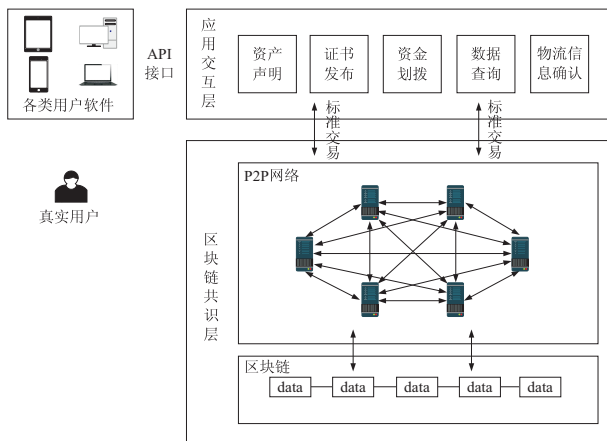 各类用户软件
API
接口
真实用户
应用交互层
资产
声明
证书
发布
资金
划拨
数据
查询
物流信
息确认
标准交易
标准交易
区块链共识层
P2P网络
区块链
data
data
data
data
data